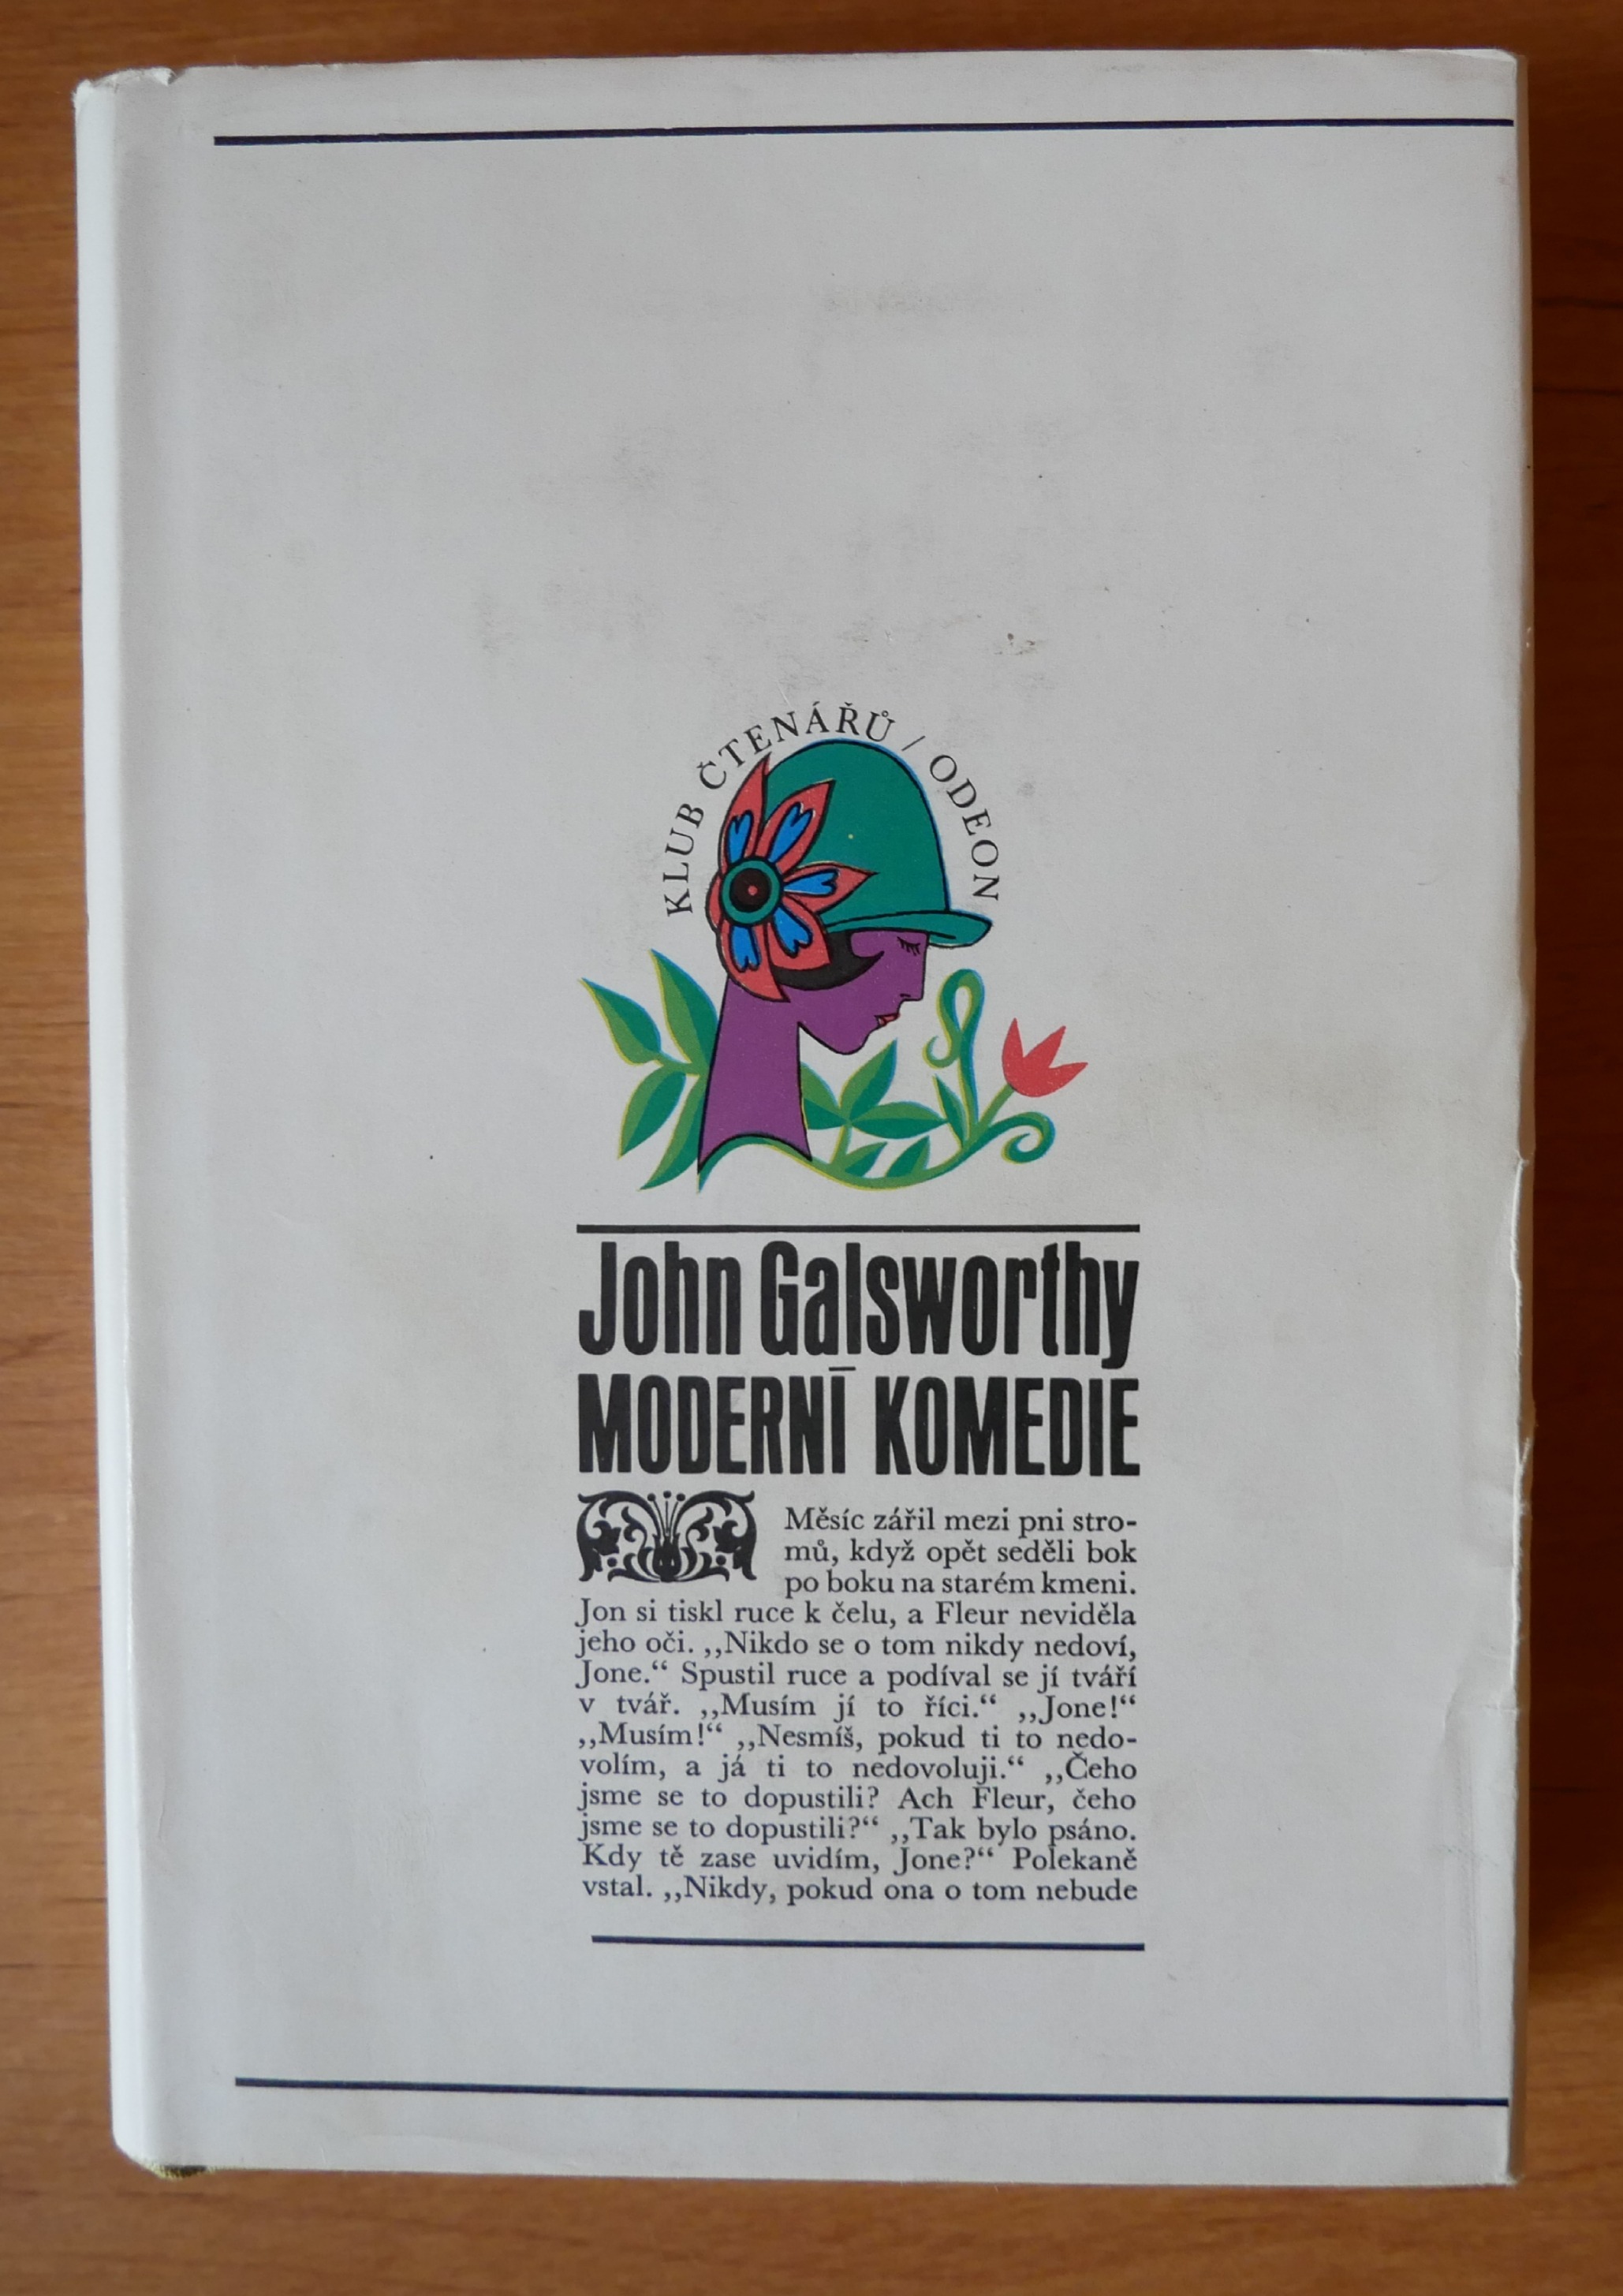 KLUB ČTENÁŘŮ / ODEON
John Galsworthy
MODERNÍ KOMEDIE
Měsíc zářil mezi pni stro-
mů, když opět seděli bok
po boku na starém kmeni.
Jon si tiskl ruce k čelu, a Fleur neviděla
jeho oči. ,,Nikdo se o tom nikdy nedoví,
Jone.“ Spustil ruce a podíval se jí tváří
v tvář. ,,Musím jí to říci.“ ,,Jone!“
,,Musím!“ ,,Nesmíš, pokud ti to nedo-
volím, a já ti to nedovoluji.“ ,,Čeho
jsme se to dopustili? Ach Fleur, čeho
jsme se to dopustili?“ ,,Tak bylo psáno.
Kdy tě zase uvidím, Jone?“ Polekaně
vstal. ,,Nikdy, pokud ona o tom nebude